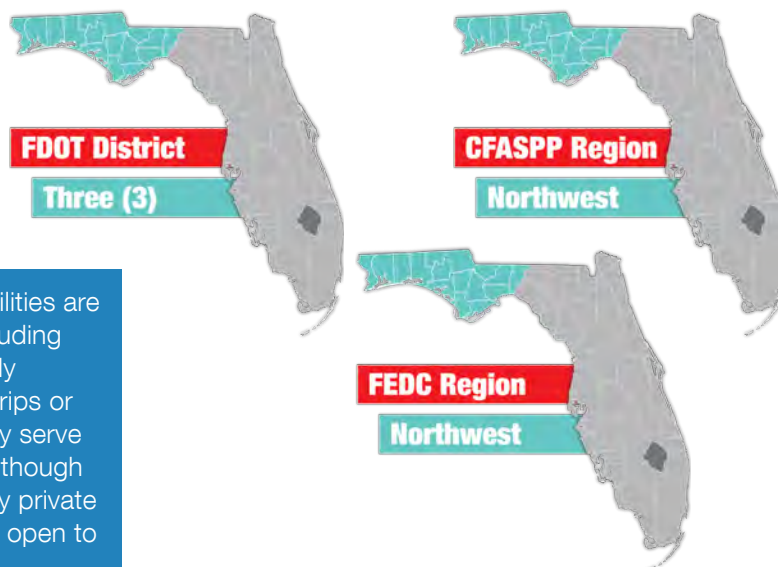 FDOT District
Three (3)
CFASPP Region
Northwest
FEDC Region
Northwest
ilities are
uding
ly
rips or
y serve
though
y private
open to